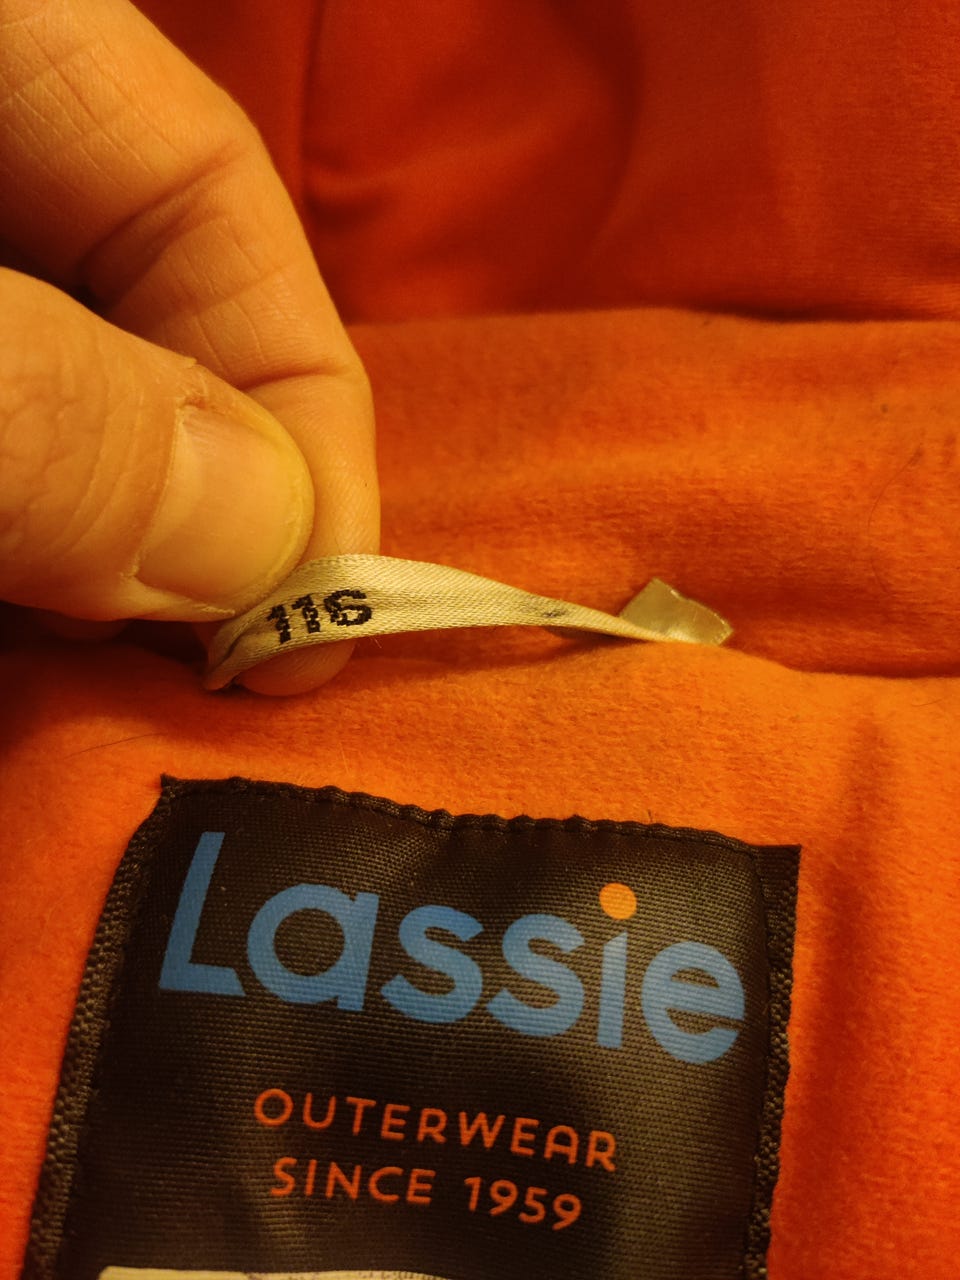 116
Lassie
OUTERWEAR
SINCE 1959